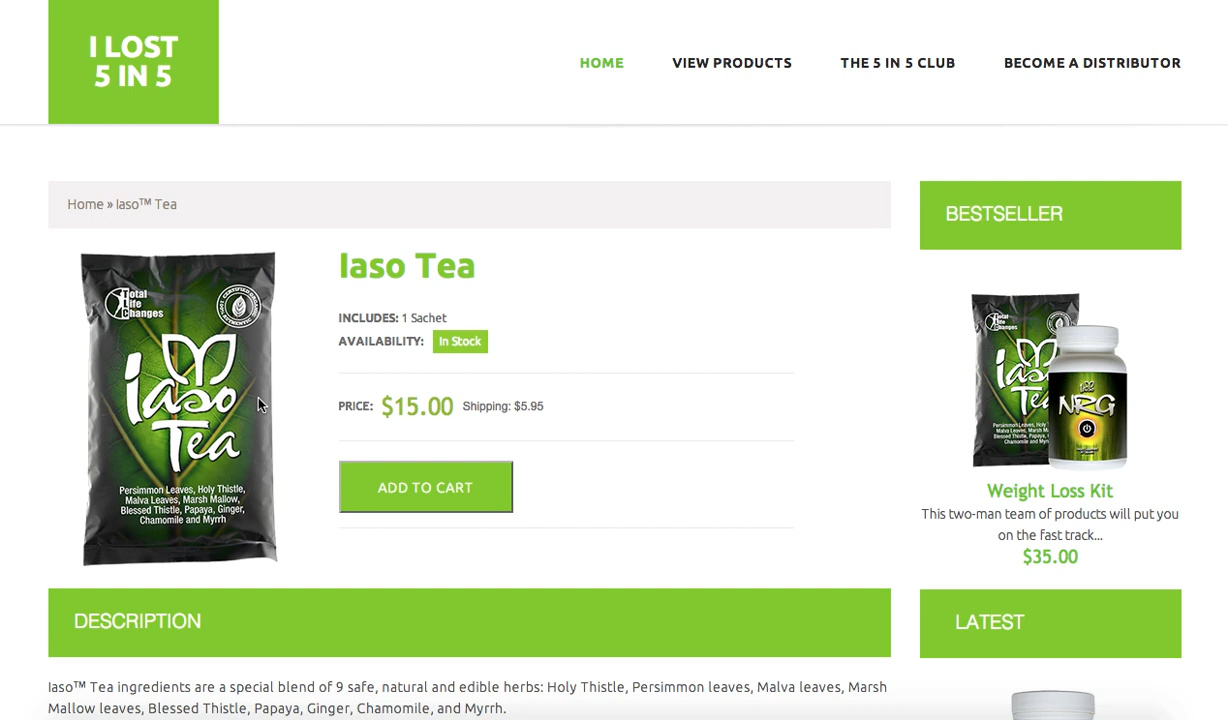 I LOST
5 IN 5
HOME
VIEW PRODUCTS
THE 5 IN 5 CLUB
BECOME A DISTRIBUTOR
Home » Iaso™ Tea
Total
Life
Changes
Iaso
Tea
Persimmon Leaves, Holy Thistle,
Malva Leaves, Marsh Mallow,
Blessed Thistle, Papaya, Ginger,
Chamomile and Myrrh
Iaso Tea
INCLUDES: 1 Sachet
AVAILABILITY: In Stock
PRICE: $15.00 Shipping: $5.95
ADD TO CART
DESCRIPTION
Iaso™ Tea ingredients are a special blend of 9 safe, natural and edible herbs: Holy Thistle, Persimmon leaves, Malva leaves, Marsh
Mallow leaves, Blessed Thistle, Papaya, Ginger, Chamomile, and Myrrh.
BESTSELLER
NRG
Weight Loss Kit
This two-man team of products will put you
on the fast track...
$35.00
LATEST